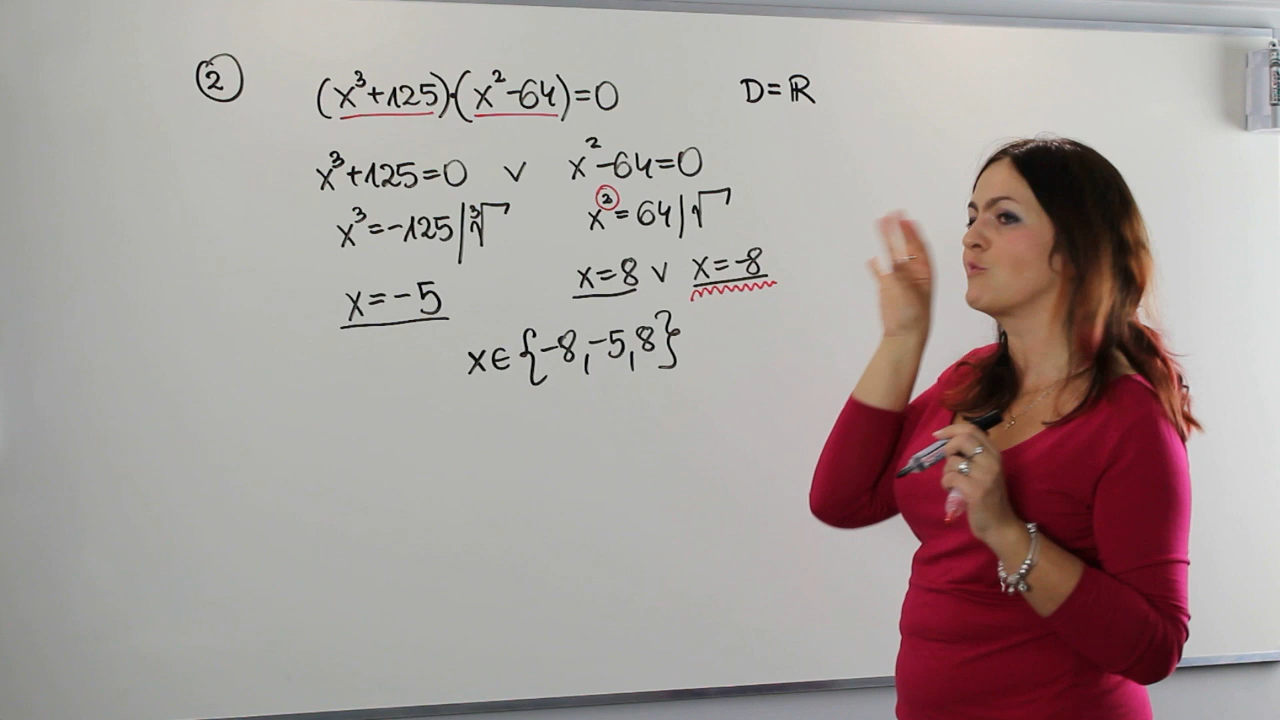 ② (x³+125)·(x²-64)=0 D=ℝ
x³+125=0 ∨ x²-64=0
x³=-125 |∛ x²=64 |√
x=-5 x=8 ∨ x=-8
x∈{-8,-5,8}